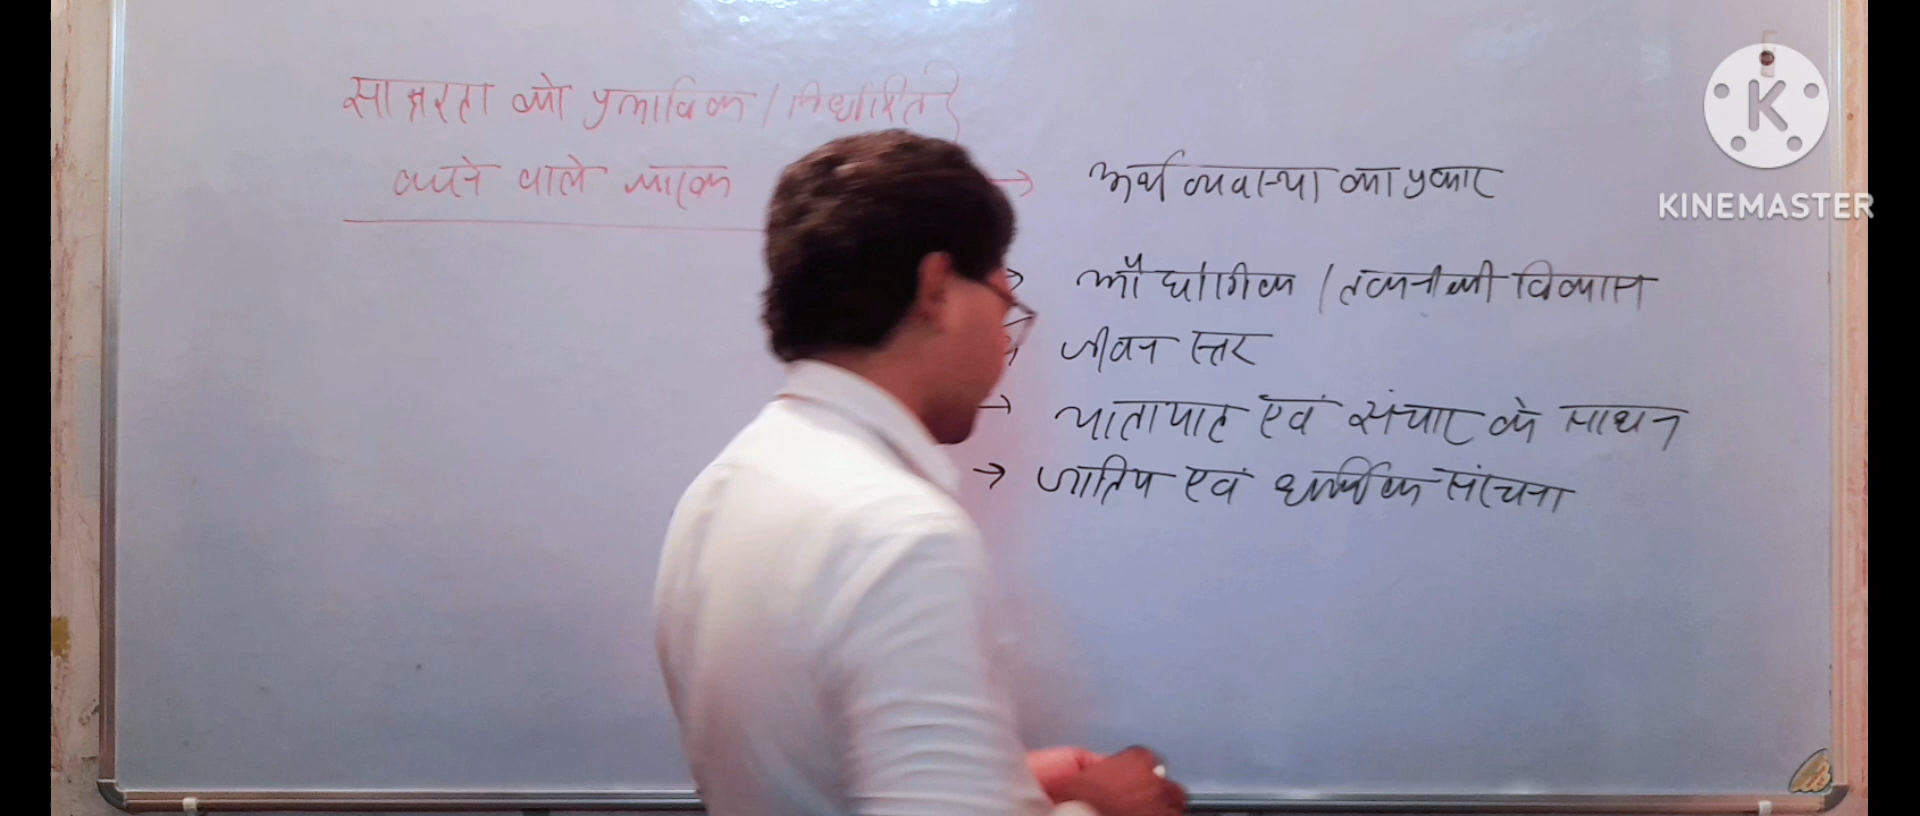 साक्षरता को प्रभावित / निर्धारित
करने वाले कारक
→ अर्थव्यवस्था का प्रकार
→ औद्योगिक / तकनीकी विकास
→ जीवन स्तर
→ यातायात एवं संचार के साधन
→ जातिय एवं धार्मिक संरचना
K
KINEMASTER